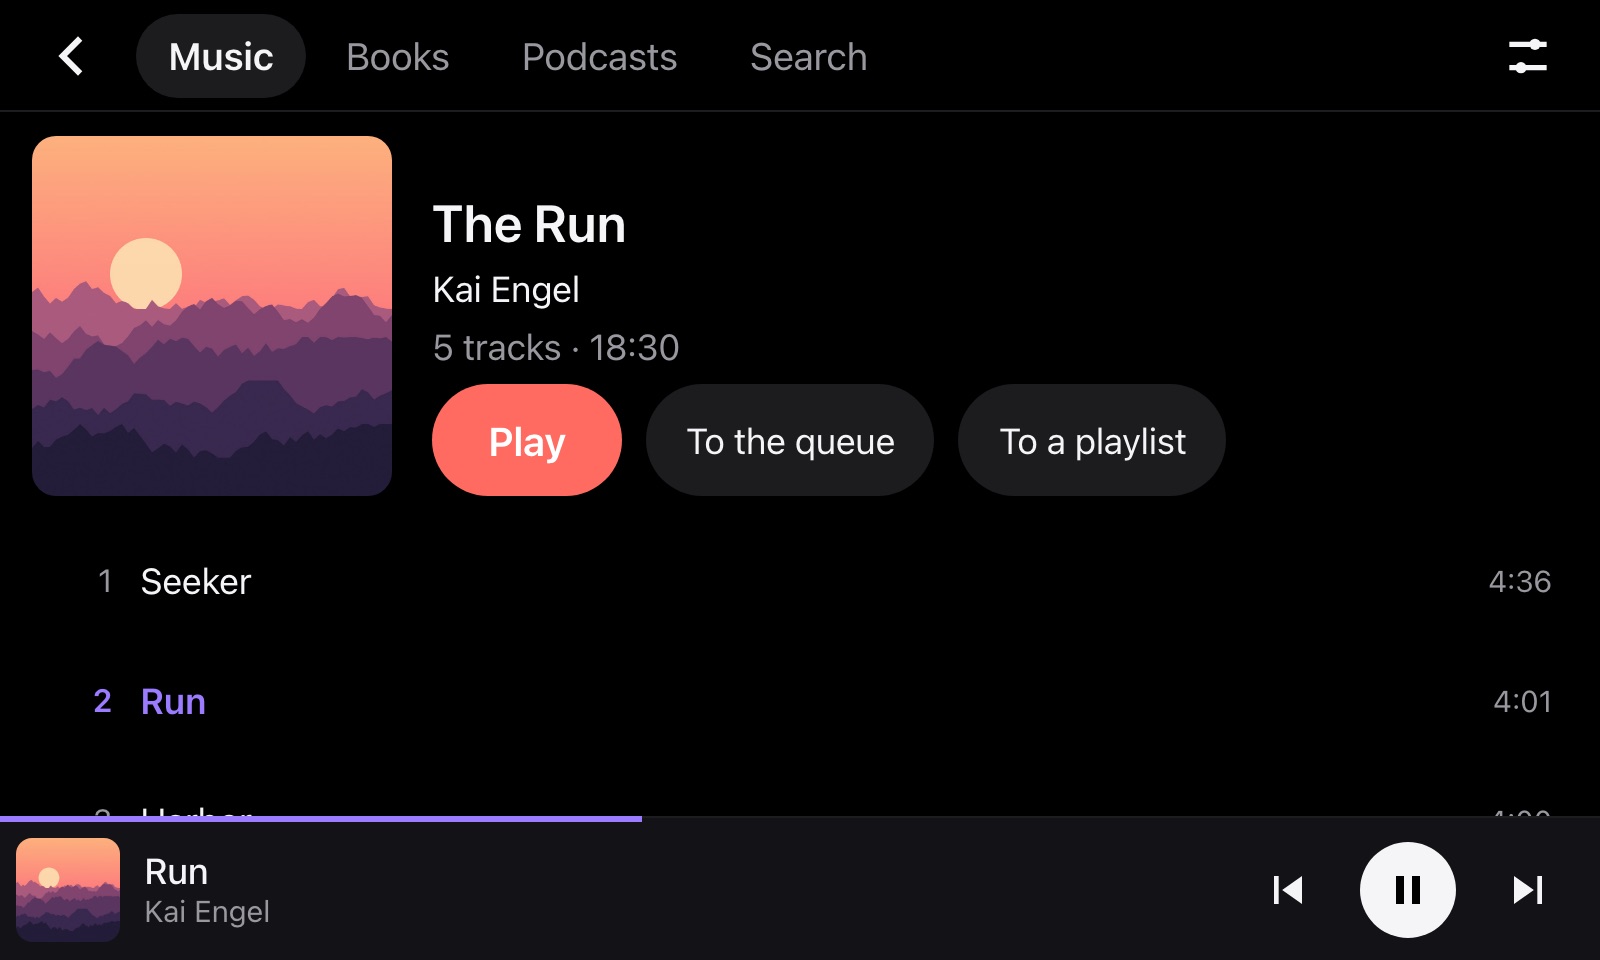 Music Books Podcasts Search
The Run
Kai Engel
5 tracks · 18:30
Play To the queue To a playlist
1 Seeker 4:36
2 Run 4:01
Run
Kai Engel